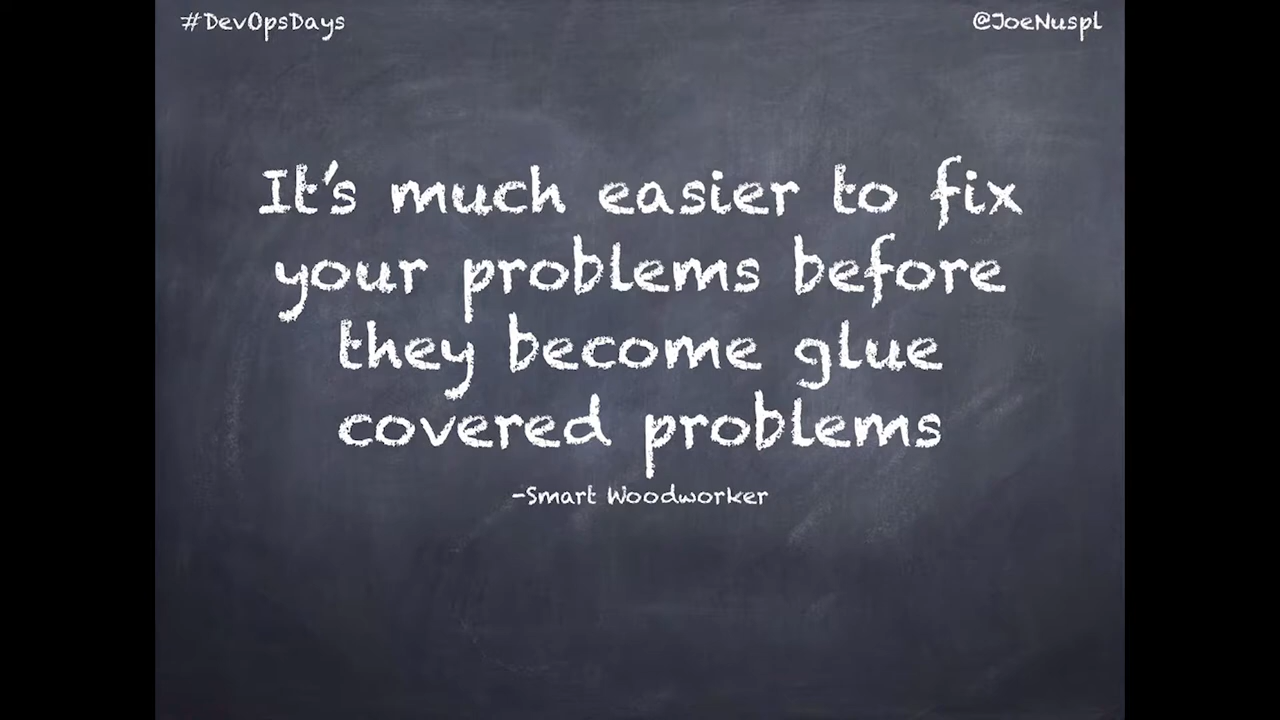 #DevOpsDays
@JoeNuspl
It's much easier to fix
your problems before
they become glue
covered problems
-Smart Woodworker